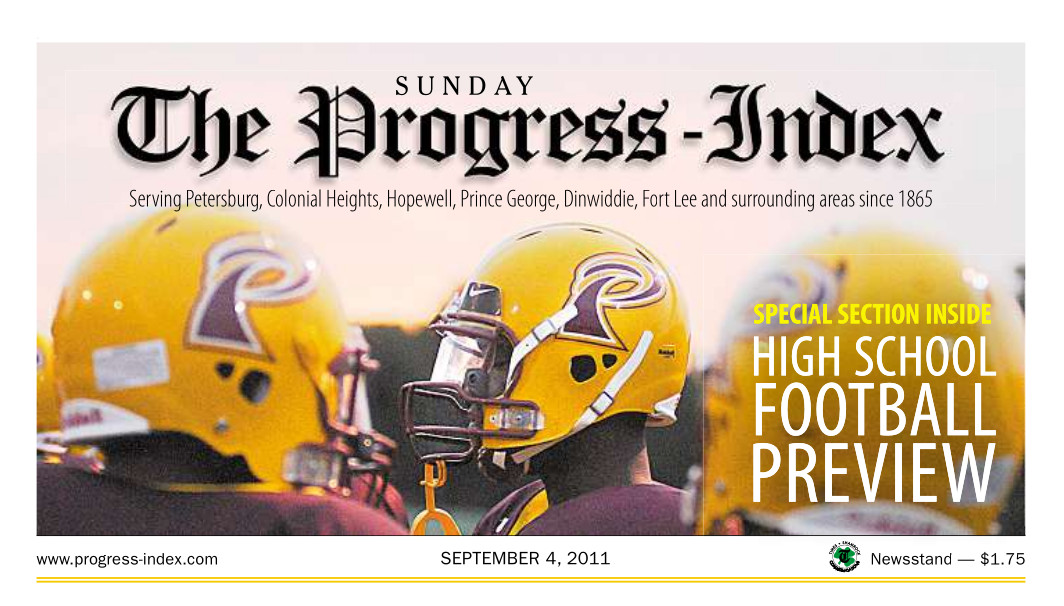 SUNDAY
The Progress-Index
Serving Petersburg, Colonial Heights, Hopewell, Prince George, Dinwiddie, Fort Lee and surrounding areas since 1865
SPECIAL SECTION INSIDE
HIGH SCHOOL
FOOTBALL
PREVIEW
www.progress-index.com
SEPTEMBER 4, 2011
Newsstand — $1.75